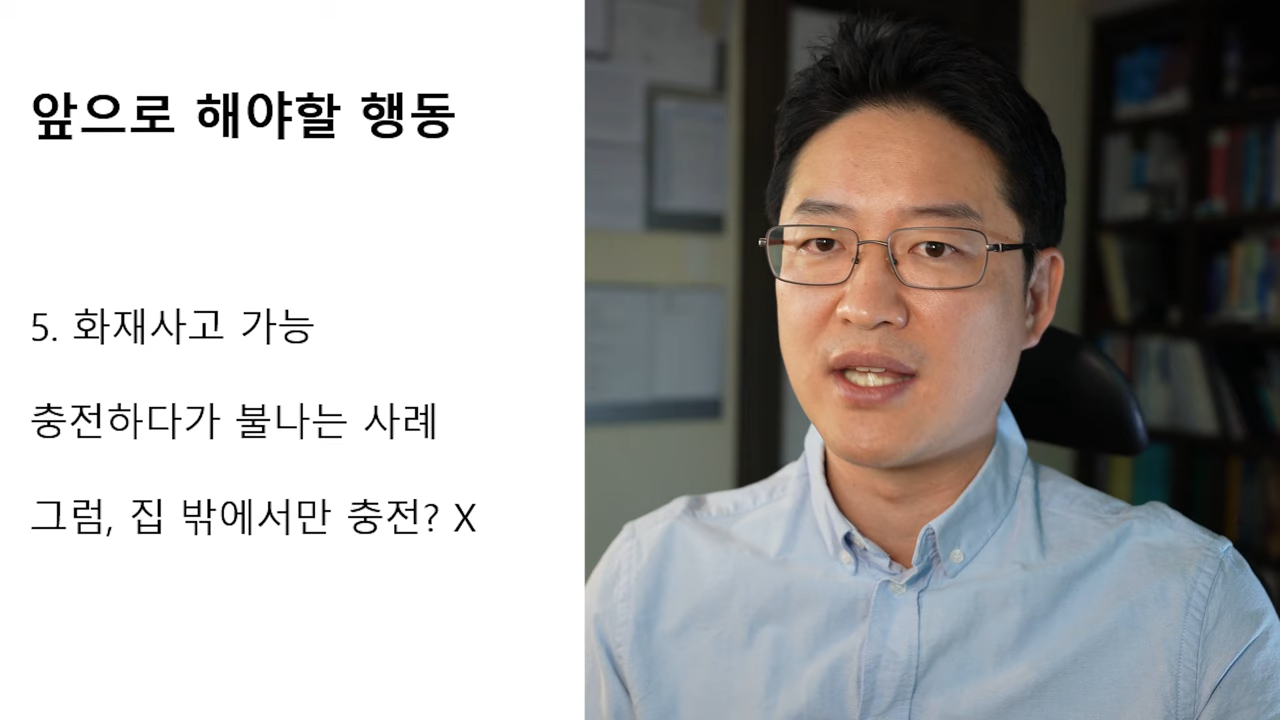 앞으로 해야할 행동
5. 화재사고 가능
충전하다가 불나는 사례
그럼, 집 밖에서만 충전? X